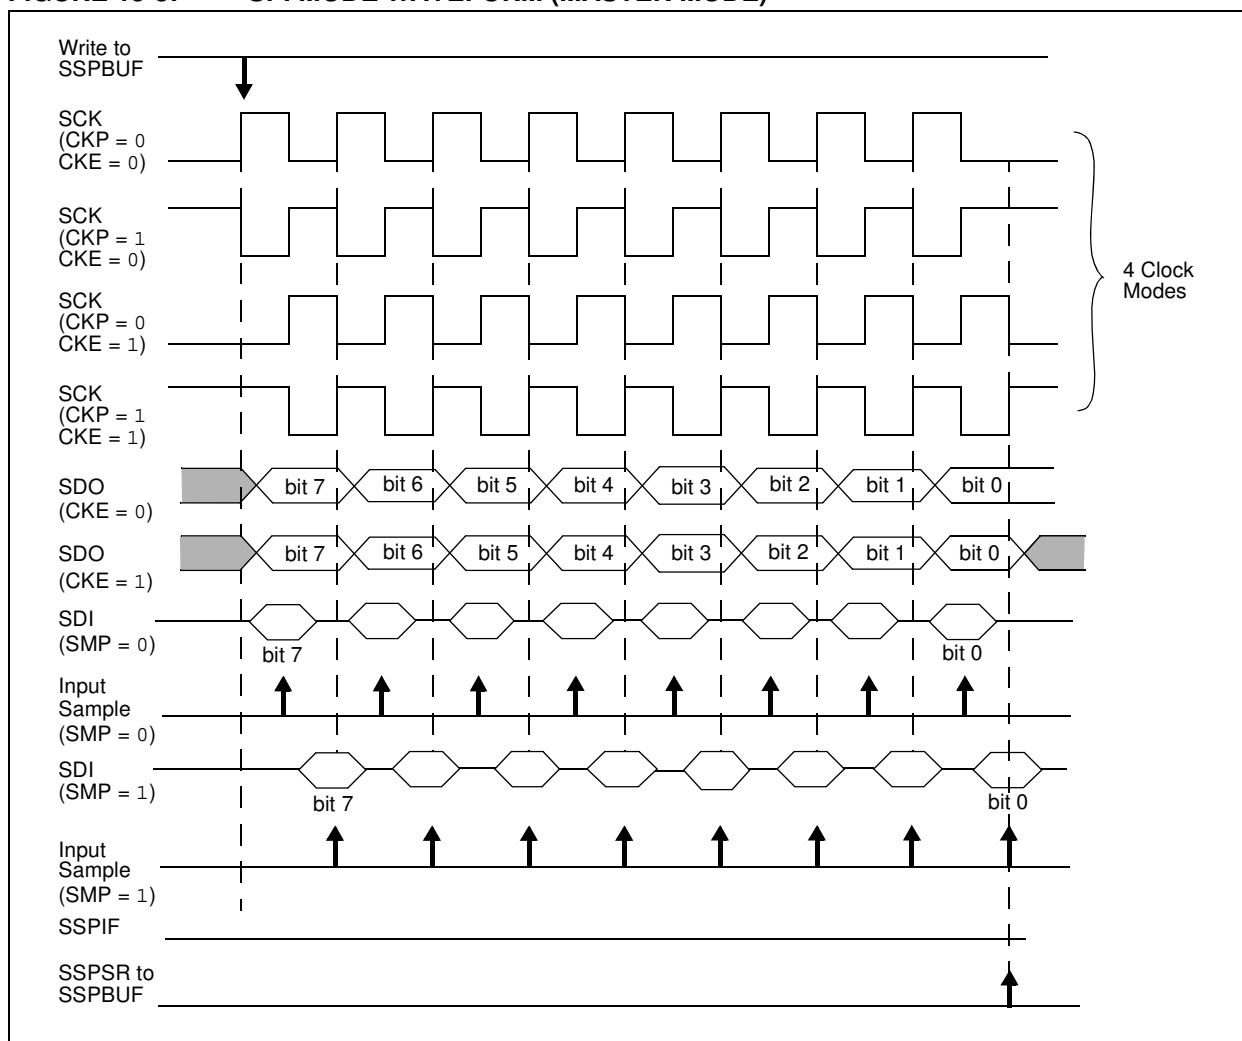 Write to
SSPBUF
SCK
(CKP = 0
CKE = 0)
SCK
(CKP = 1
CKE = 0)
SCK
(CKP = 0
CKE = 1)
SCK
(CKP = 1
CKE = 1)
4 Clock
Modes
SDO
(CKE = 0)
bit 7 bit 6 bit 5 bit 4 bit 3 bit 2 bit 1 bit 0
SDO
(CKE = 1)
bit 7 bit 6 bit 5 bit 4 bit 3 bit 2 bit 1 bit 0
SDI
(SMP = 0)
bit 7 bit 0
Input
Sample
(SMP = 0)
SDI
(SMP = 1)
bit 7 bit 0
Input
Sample
(SMP = 1)
SSPIF
SSPSR to
SSPBUF